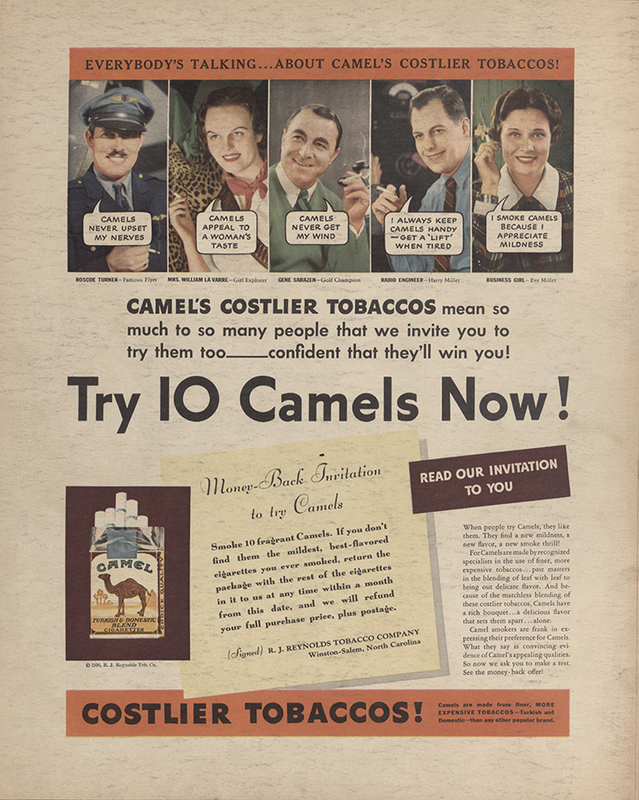 EVERYBODY'S TALKING...ABOUT CAMEL'S COSTLIER TOBACCOS!
CAMELS
NEVER UPSET
MY NERVES
CAMELS
APPEAL TO
A WOMAN'S
TASTE
CAMELS
NEVER GET
MY WIND
I ALWAYS KEEP
CAMELS HANDY
—GET A 'LIFT'
WHEN TIRED
I SMOKE CAMELS
BECAUSE I
APPRECIATE
MILDNESS
ROSCOE TURNER—Famous Flyer
MRS. WILLIAM LA VARRE—Girl Explorer
GENE SARAZEN—Golf Champion
RADIO ENGINEER—Harry Miller
BUSINESS GIRL—Eve Miller
CAMEL'S COSTLIER TOBACCOS mean so
much to so many people that we invite you to
try them too——confident that they'll win you!
Try 10 Camels Now!
Money-Back Invitation
to try Camels
Smoke 10 fragrant Camels. If you don't
find them the mildest, best-flavored
cigarettes you ever smoked, return the
package with the rest of the cigarettes
in it to us at any time within a month
from this date, and we will refund
your full purchase price, plus postage.
(Signed) R. J. REYNOLDS TOBACCO COMPANY
Winston-Salem, North Carolina
CAMEL
CHOICE QUALITY
TURKISH & DOMESTIC
BLEND
CIGARETTES
© 1936, R. J. Reynolds Tob. Co.
READ OUR INVITATION
TO YOU
When people try Camels, they like
them. They find a new mildness, a
new flavor, a new smoke thrill!
For Camels are made by recognized
specialists in the use of finer, more
expensive tobaccos... past masters
in the blending of leaf with leaf to
bring out delicate flavor. And be-
cause of the matchless blending of
these costlier tobaccos, Camels have
a rich bouquet...a delicious flavor
that sets them apart...alone.
Camel smokers are frank in ex-
pressing their preference for Camels.
What they say is convincing evi-
dence of Camel's appealing qualities.
So now we ask you to make a test.
See the money-back offer!
COSTLIER TOBACCOS!
Camels are made from finer, MORE
EXPENSIVE TOBACCOS—Turkish and
Domestic—than any other popular brand.